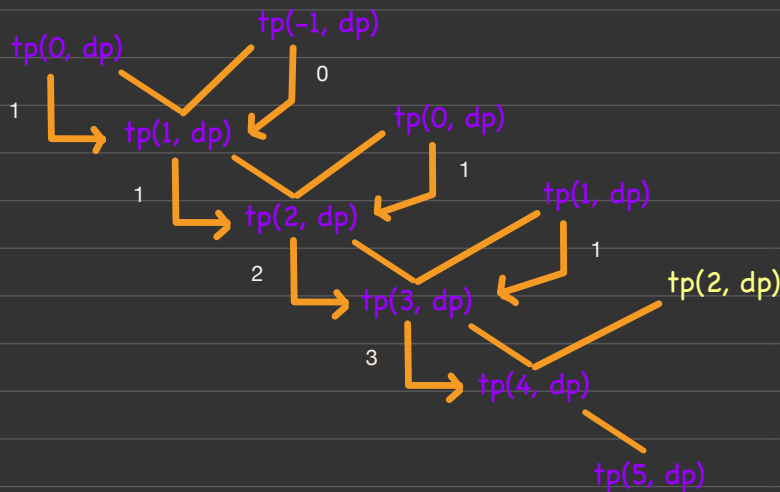 tp(-1, dp)
tp(0, dp)
0
1
tp(0, dp)
tp(1, dp)
1
1
tp(1, dp)
tp(2, dp)
1
2
tp(2, dp)
tp(3, dp)
3
tp(4, dp)
tp(5, dp)